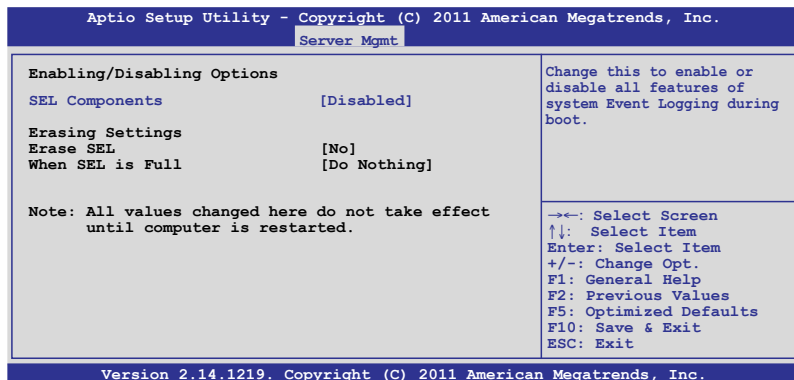 Aptio Setup Utility - Copyright (C) 2011 American Megatrends, Inc.
Server Mgmt
Enabling/Disabling Options
SEL Components [Disabled]
Erasing Settings
Erase SEL [No]
When SEL is Full [Do Nothing]
Note: All values changed here do not take effect
until computer is restarted.
Change this to enable or
disable all features of
system Event Logging during
boot.
→←: Select Screen
↑↓: Select Item
Enter: Select Item
+/-: Change Opt.
F1: General Help
F2: Previous Values
F5: Optimized Defaults
F10: Save & Exit
ESC: Exit
Version 2.14.1219. Copyright (C) 2011 American Megatrends, Inc.